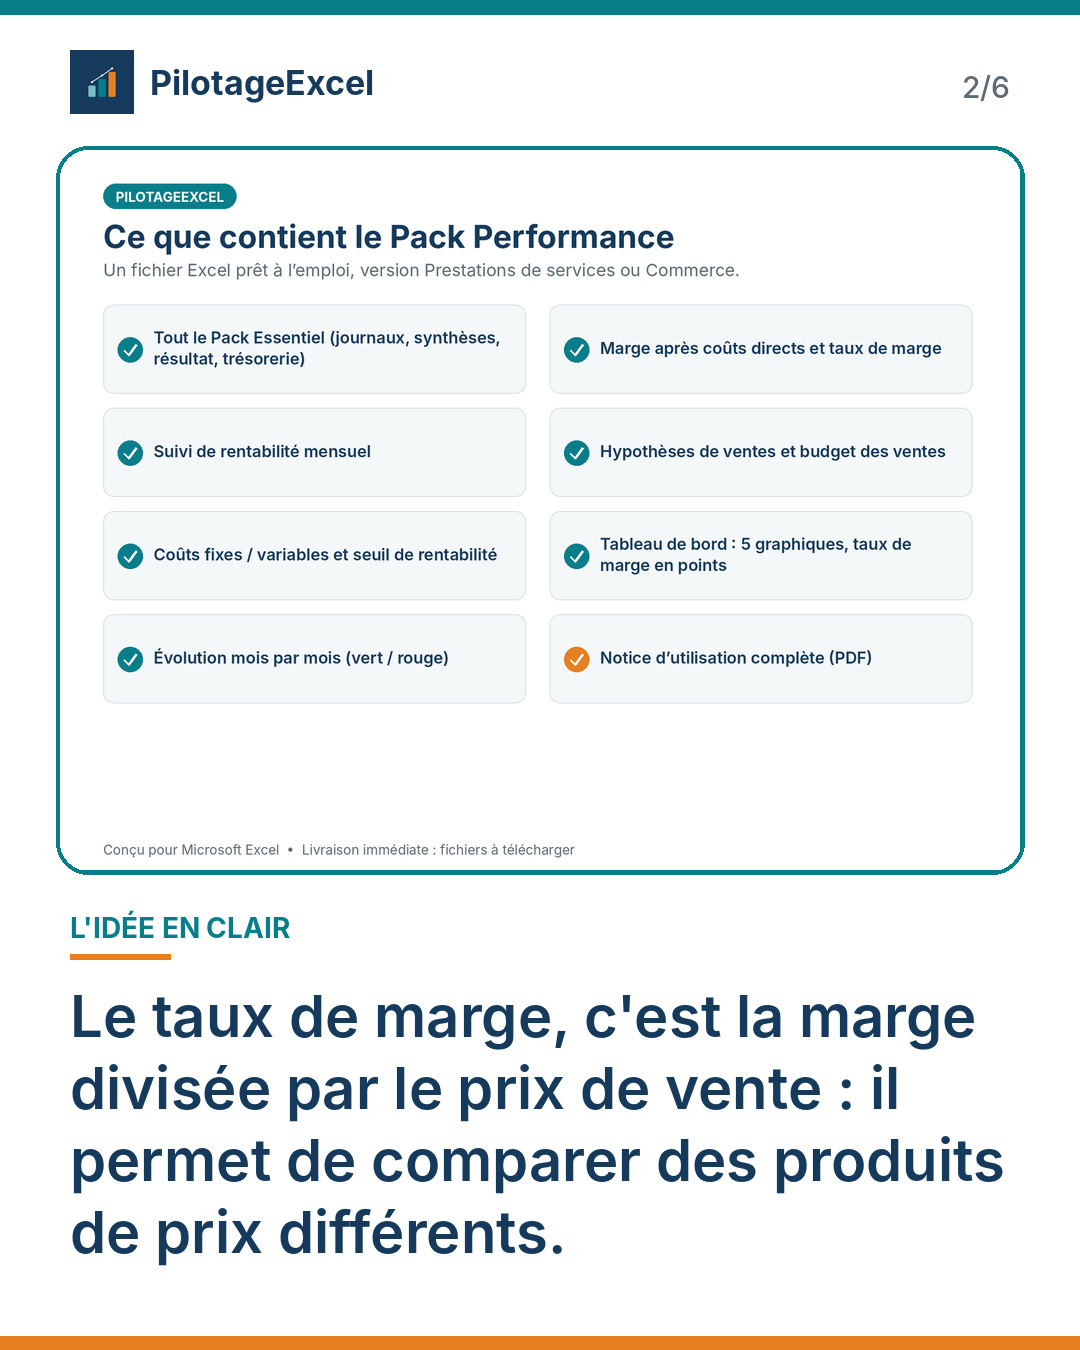 PilotageExcel
2/6
PILOTAGEEXCEL
Ce que contient le Pack Performance
Un fichier Excel prêt à l’emploi, version Prestations de services ou Commerce.
Tout le Pack Essentiel (journaux, synthèses,
résultat, trésorerie)
Marge après coûts directs et taux de marge
Suivi de rentabilité mensuel
Hypothèses de ventes et budget des ventes
Coûts fixes / variables et seuil de rentabilité
Tableau de bord : 5 graphiques, taux de
marge en points
Évolution mois par mois (vert / rouge)
Notice d’utilisation complète (PDF)
Conçu pour Microsoft Excel • Livraison immédiate : fichiers à télécharger
L'IDÉE EN CLAIR
Le taux de marge, c'est la marge
divisée par le prix de vente : il
permet de comparer des produits
de prix différents.